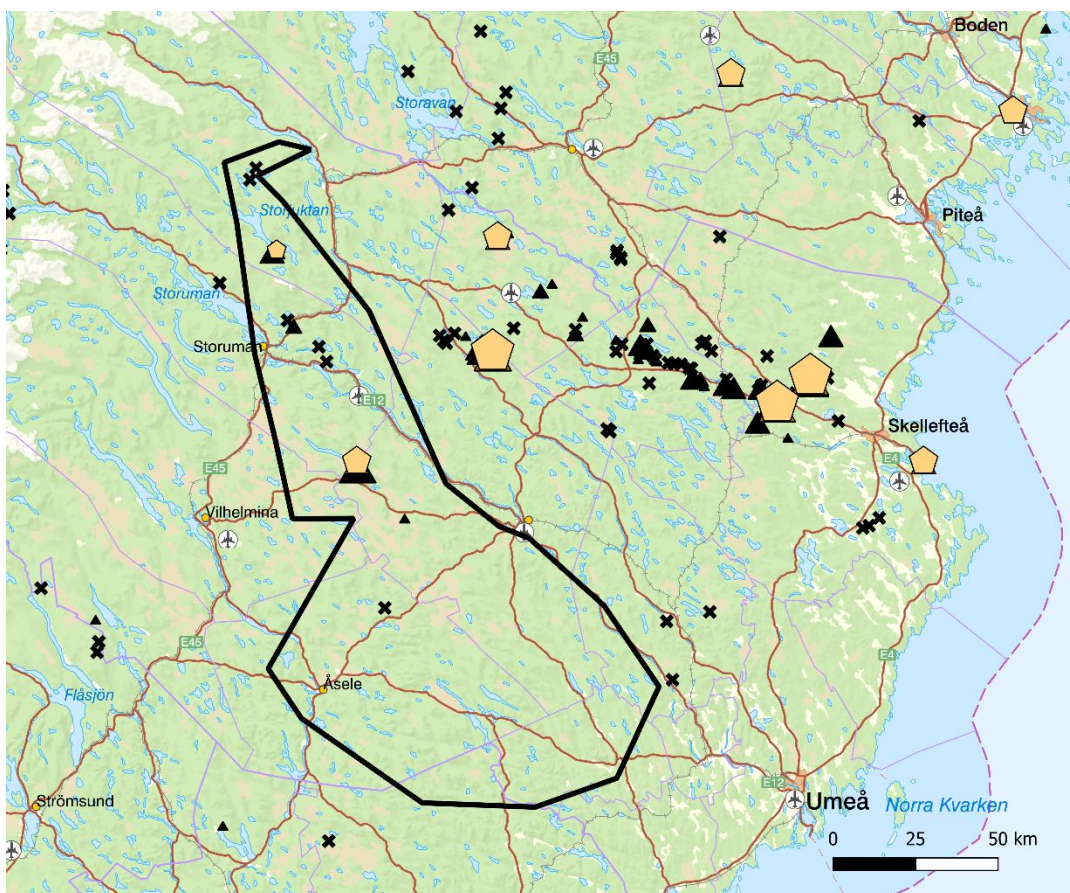 Boden
E45
Storavan
Piteå
Storjuktan
Storuman
Storuman
E12
Skellefteå
E4
E45
Vilhelmina
E45
E4
Flåsjön
Åsele
E12
Strömsund
Umeå
Norra Kvarken
0 25 50 km